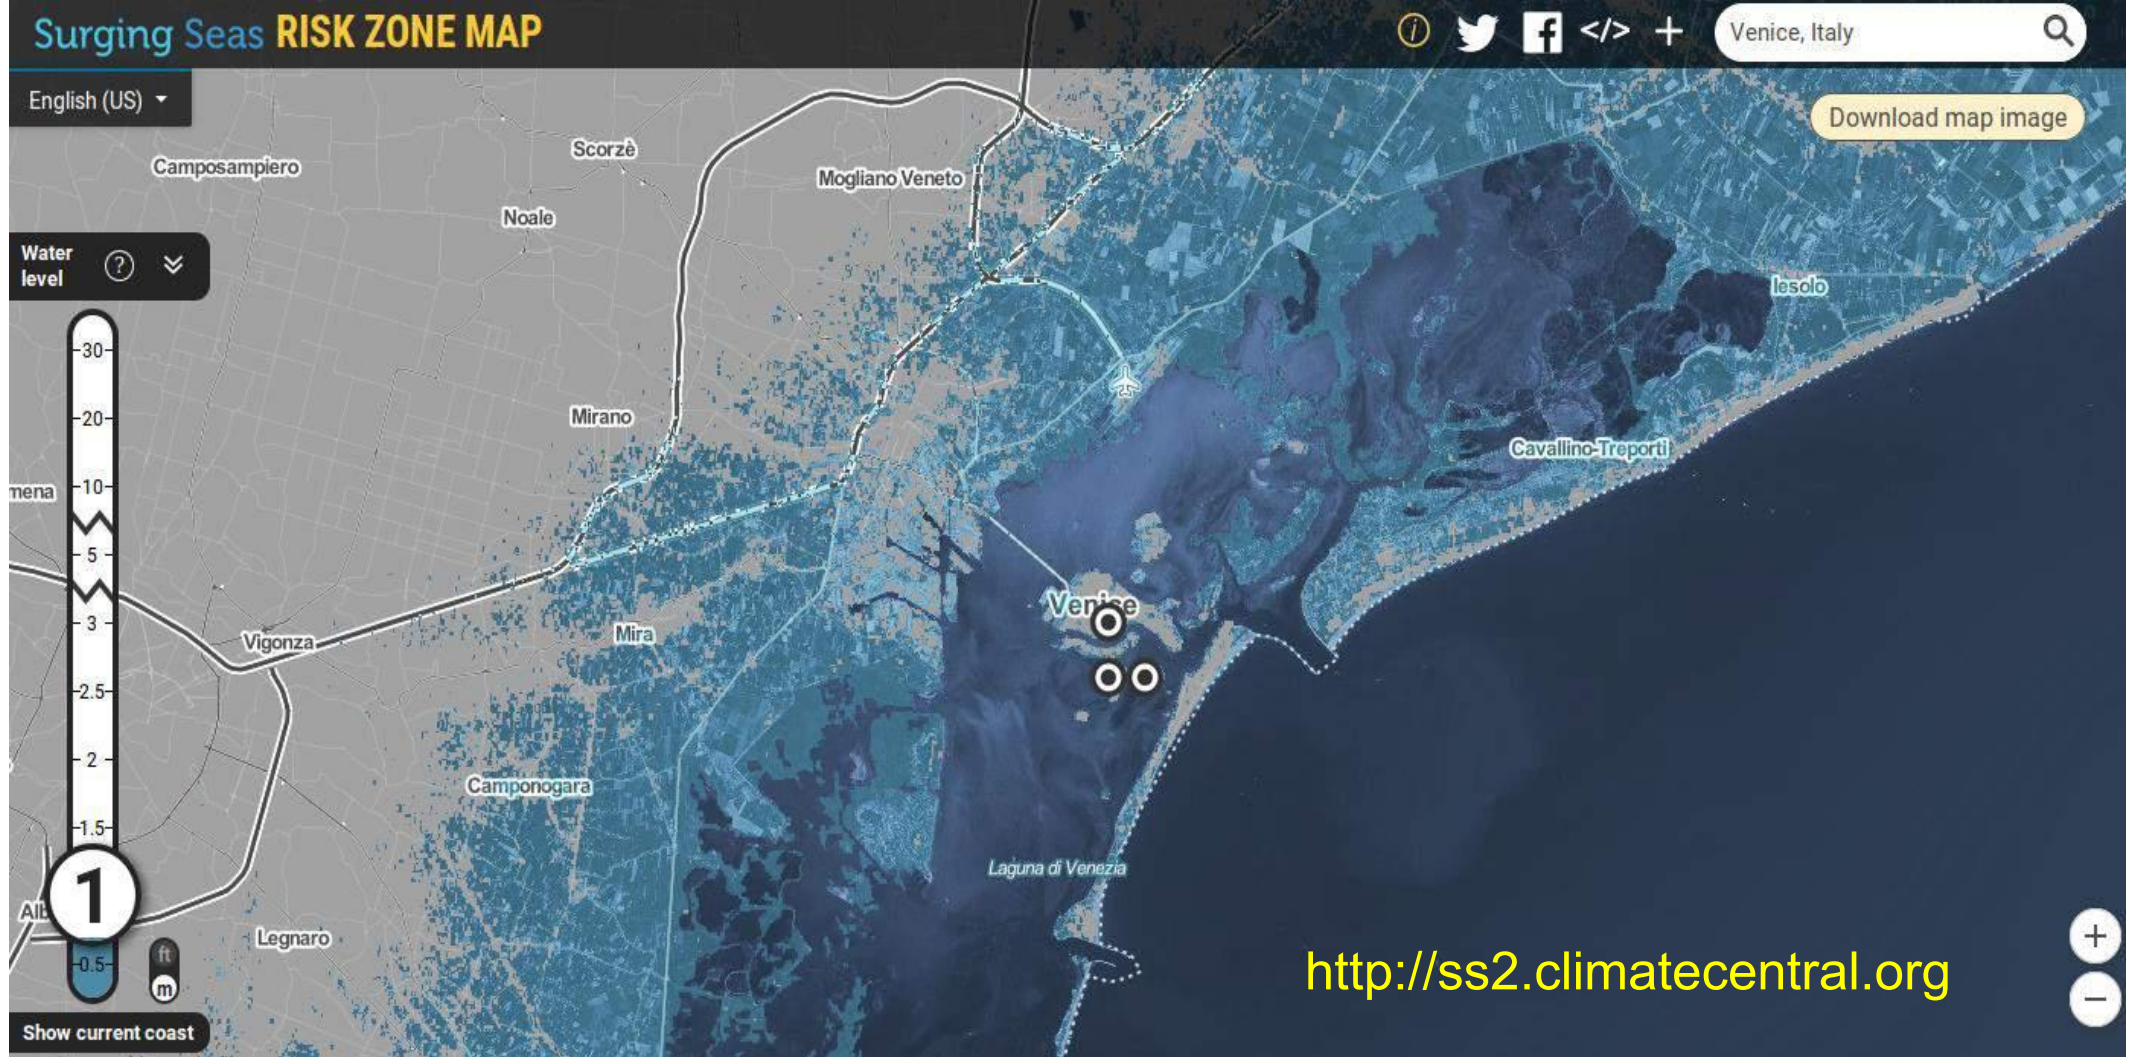 Surging Seas RISK ZONE MAP
Venice, Italy
English (US)
Download map image
Scorzè
Camposampiero
Mogliano Veneto
Noale
Water
level
?
Iesolo
30
20
Mirano
Cavallino-Treporti
10
mena
5
Venice
3
Mira
Vigonza
2.5
2
Camponogara
1.5
Laguna di Venezia
1
Alb
Legnaro
ft
0.5
m
http://ss2.climatecentral.org
+
−
Show current coast